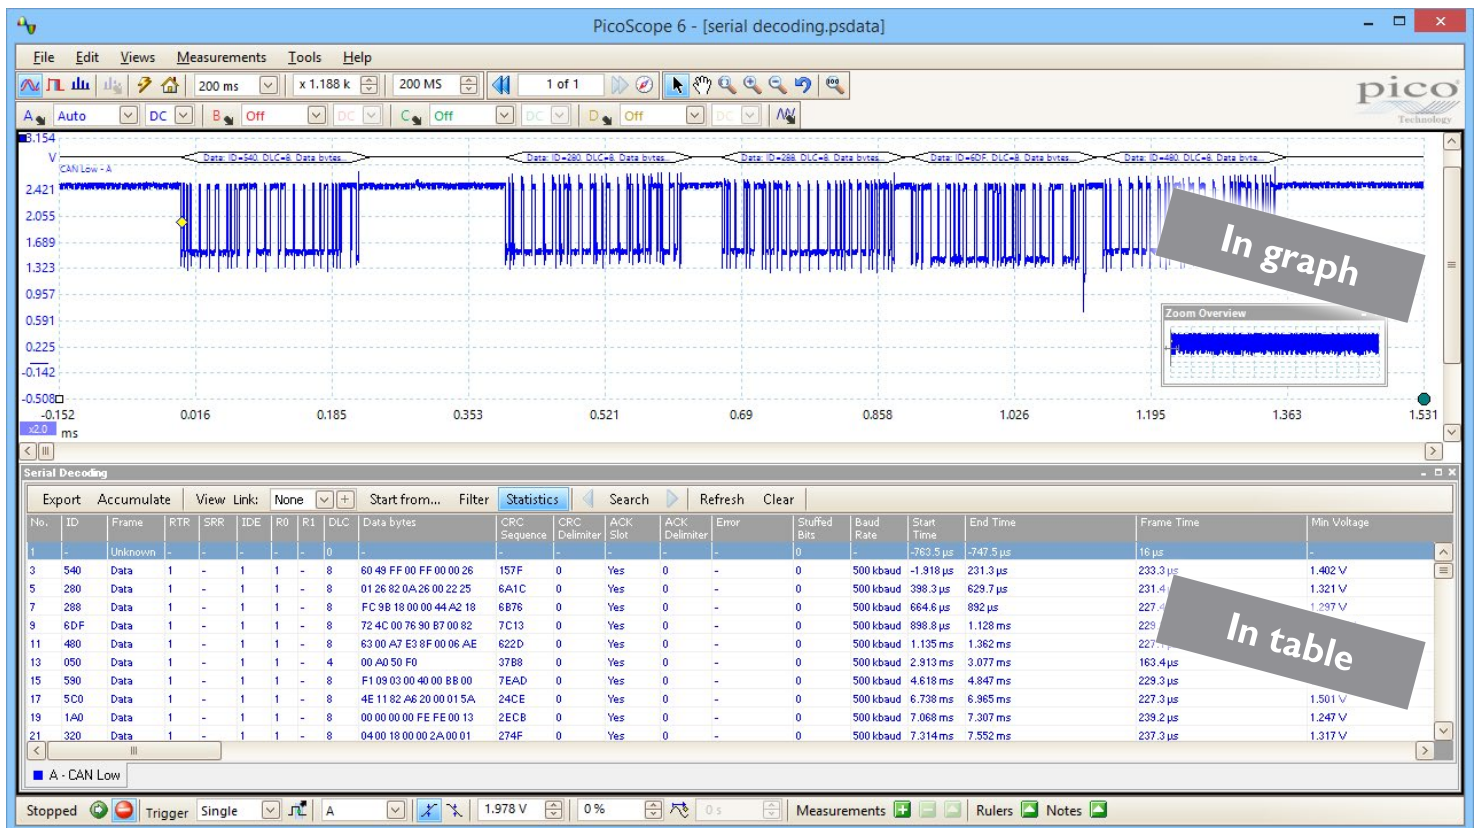 PicoScope 6 - [serial decoding.psdata]
File Edit Views Measurements Tools Help
200 ms x 1.188 k 200 MS 1 of 1
pico
Technology
A Auto DC B Off DC C Off DC D Off DC
3.154
V
CAN Low - A
Data: ID=540, DLC=8, Data bytes... Data: ID=280, DLC=8, Data bytes... Data: ID=288, DLC=8, Data bytes... Data: ID=6DF, DLC=8, Data bytes... Data: ID=480, DLC=8, Data byte...
2.421
2.055
1.689
1.323
0.957
0.591
0.225
-0.142
-0.508
In graph
Zoom Overview
-0.152 0.016 0.185 0.353 0.521 0.69 0.858 1.026 1.195 1.363 1.531
x2.0 ms
Serial Decoding
Export Accumulate View Link: None Start from... Filter Statistics Search Refresh Clear
No. ID Frame RTR SRR IDE R0 R1 DLC Data bytes CRC Sequence CRC Delimiter ACK Slot ACK Delimiter Error Stuffed Bits Baud Rate Start Time End Time Frame Time Min Voltage
1 - Unknown - - - - - 0 - - - - - - 0 - -763.5 µs -747.5 µs 16 µs -
3 540 Data 1 - 1 1 - 8 60 49 FF 00 FF 00 00 26 157F 0 Yes 0 - 0 500 kbaud -1.918 µs 231.3 µs 233.3 µs 1.402 V
5 280 Data 1 - 1 1 - 8 01 26 82 0A 26 00 22 25 6A1C 0 Yes 0 - 0 500 kbaud 398.3 µs 629.7 µs 231.4 1.321 V
7 288 Data 1 - 1 1 - 8 FC 9B 18 00 00 44 A2 18 6B76 0 Yes 0 - 0 500 kbaud 664.6 µs 892 µs 227.4 1.297 V
9 6DF Data 1 - 1 1 - 8 72 4C 00 76 90 B7 00 82 7C13 0 Yes 0 - 0 500 kbaud 898.8 µs 1.128 ms 229
11 480 Data 1 - 1 1 - 8 63 00 A7 E3 8F 00 06 AE 622D 0 Yes 0 - 0 500 kbaud 1.135 ms 1.362 ms 227
13 050 Data 1 - 1 1 - 4 00 A0 50 F0 37B8 0 Yes 0 - 0 500 kbaud 2.913 ms 3.077 ms 163.4 µs
15 590 Data 1 - 1 1 - 8 F1 09 03 00 40 00 BB 00 7EAD 0 Yes 0 - 0 500 kbaud 4.618 ms 4.847 ms 229.3 µs
17 5C0 Data 1 - 1 1 - 8 4E 11 82 A6 20 00 01 5A 24CE 0 Yes 0 - 0 500 kbaud 6.738 ms 6.965 ms 227.3 µs 1.501 V
19 1A0 Data 1 - 1 1 - 8 00 00 00 00 FE FE 00 13 2ECB 0 Yes 0 - 0 500 kbaud 7.068 ms 7.307 ms 239.2 µs 1.247 V
21 320 Data 1 - 1 1 - 8 04 00 18 00 00 2A 00 01 274F 0 Yes 0 - 0 500 kbaud 7.314 ms 7.552 ms 237.3 µs 1.317 V
In table
A - CAN Low
Stopped Trigger Single A 1.978 V 0 % 0 s Measurements Rulers Notes